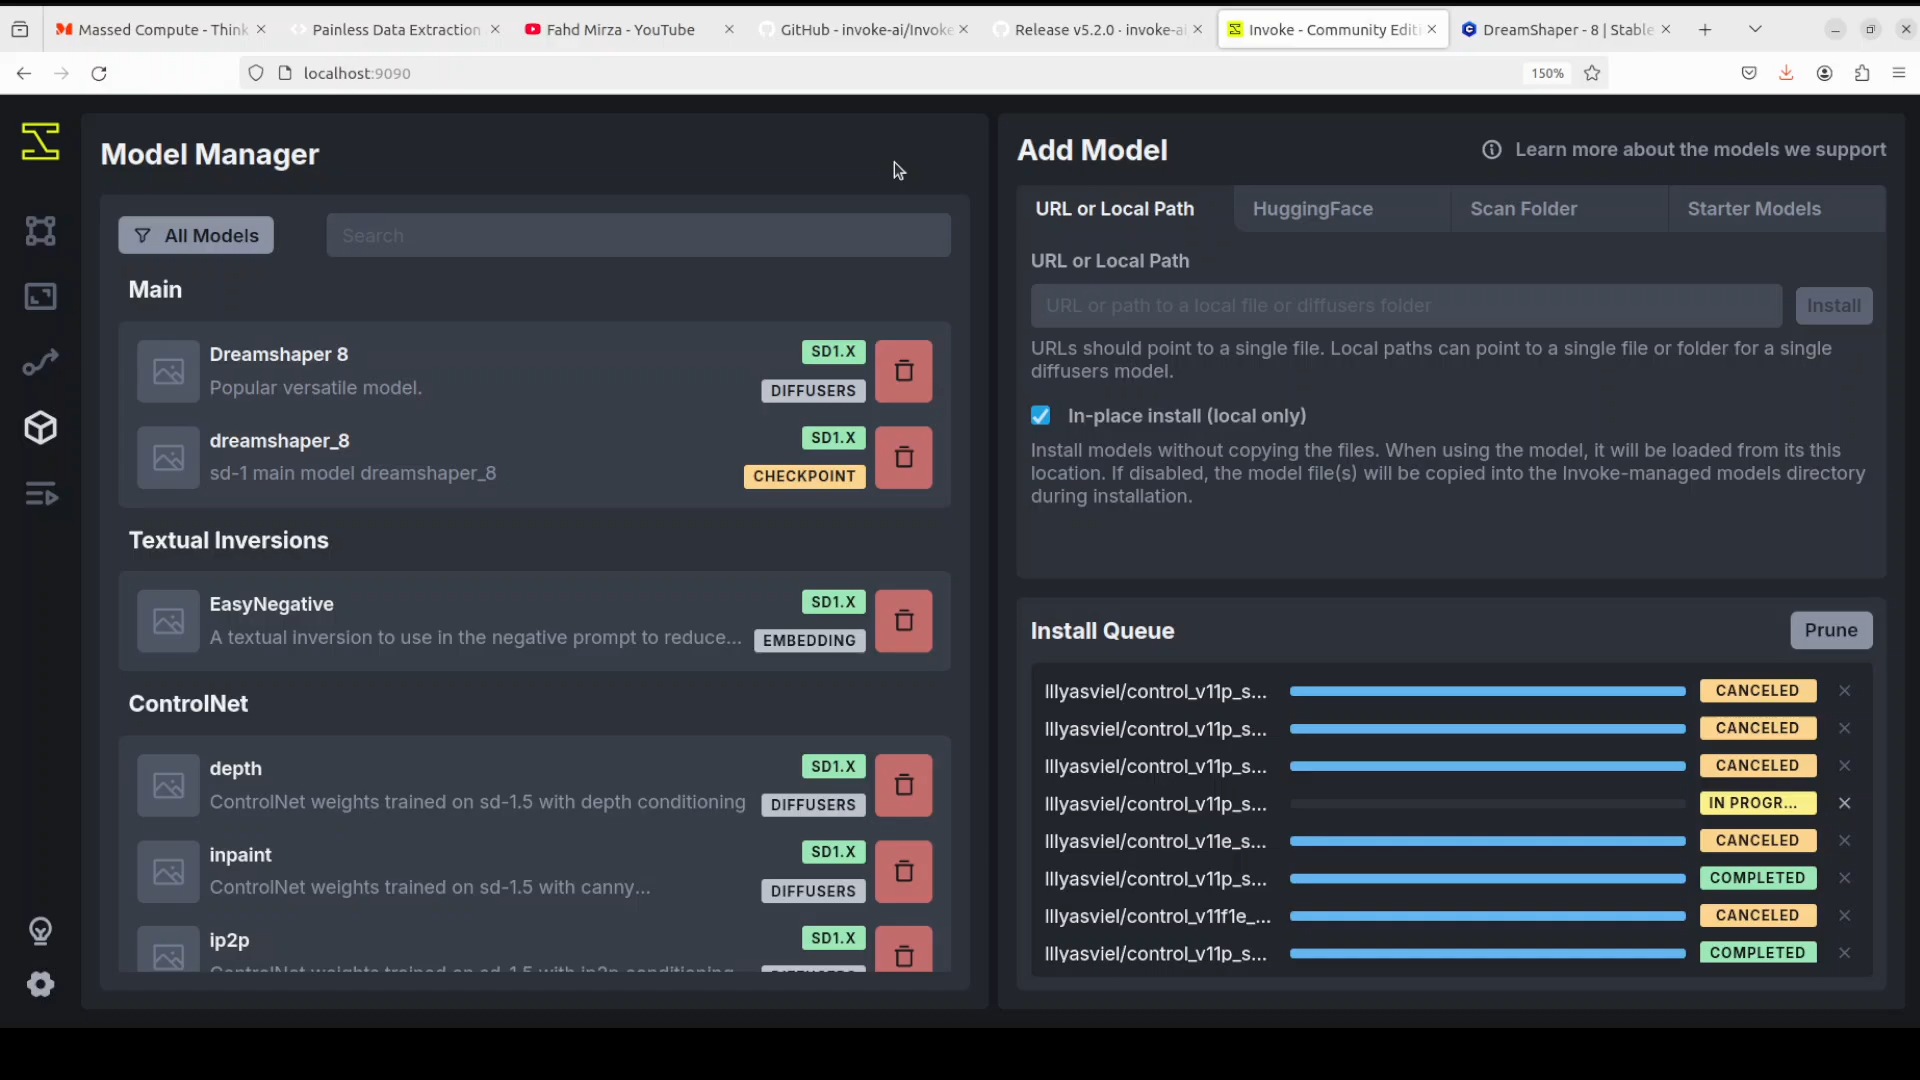 Massed Compute - Think
Painless Data Extraction
Fahd Mirza - YouTube
GitHub - invoke-ai/Invoke
Release v5.2.0 · invoke-ai
Invoke - Community Editi
DreamShaper - 8 | Stable
localhost:9090
150%
Model Manager
All Models
Search
Main
Dreamshaper 8
SD1.X
Popular versatile model.
DIFFUSERS
dreamshaper_8
SD1.X
sd-1 main model dreamshaper_8
CHECKPOINT
Textual Inversions
EasyNegative
SD1.X
A textual inversion to use in the negative prompt to reduce...
EMBEDDING
ControlNet
depth
SD1.X
ControlNet weights trained on sd-1.5 with depth conditioning
DIFFUSERS
inpaint
SD1.X
ControlNet weights trained on sd-1.5 with canny...
DIFFUSERS
ip2p
SD1.X
ControlNet weights trained on sd-1.5 with ip2p conditioning
DIFFUSERS
Add Model
Learn more about the models we support
URL or Local Path
HuggingFace
Scan Folder
Starter Models
URL or Local Path
URL or path to a local file or diffusers folder
Install
URLs should point to a single file. Local paths can point to a single file or folder for a single
diffusers model.
In-place install (local only)
Install models without copying the files. When using the model, it will be loaded from its this
location. If disabled, the model file(s) will be copied into the Invoke-managed models directory
during installation.
Install Queue
Prune
lllyasviel/control_v11p_s...
CANCELED
lllyasviel/control_v11p_s...
CANCELED
lllyasviel/control_v11p_s...
CANCELED
lllyasviel/control_v11p_s...
IN PROGR...
lllyasviel/control_v11e_s...
CANCELED
lllyasviel/control_v11p_s...
COMPLETED
lllyasviel/control_v11f1e_...
CANCELED
lllyasviel/control_v11p_s...
COMPLETED